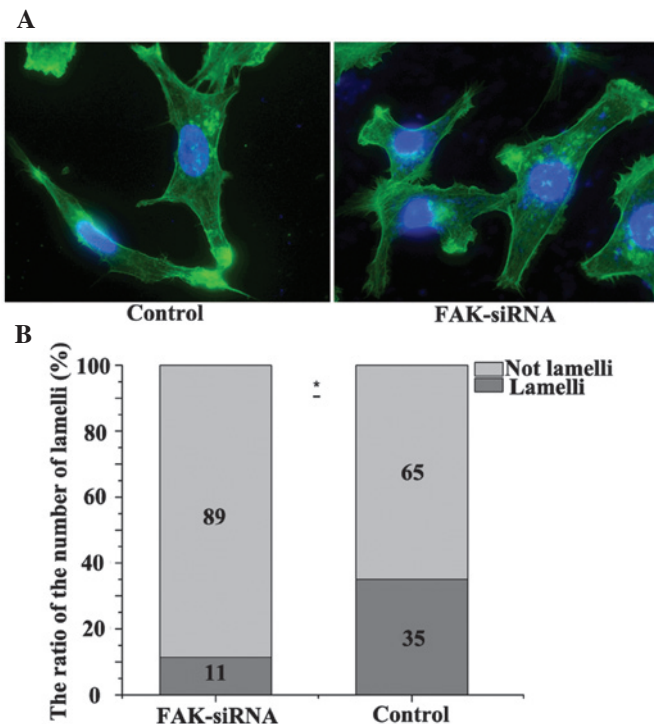 A
Control FAK-siRNA
B
The ratio of the number of lamelli (%)
100
80
60
40
20
0
*
Not lamelli
Lamelli
89
11
65
35
FAK-siRNA Control